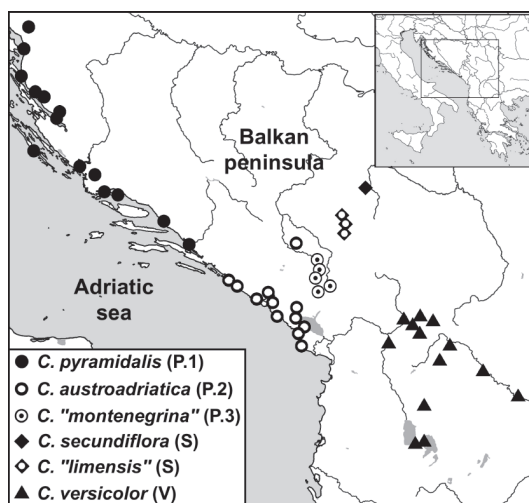 Balkan
peninsula
Adriatic
sea
C. pyramidalis (P.1)
C. austroadriatica (P.2)
C. "montenegrina" (P.3)
C. secundiflora (S)
C. "limensis" (S)
C. versicolor (V)